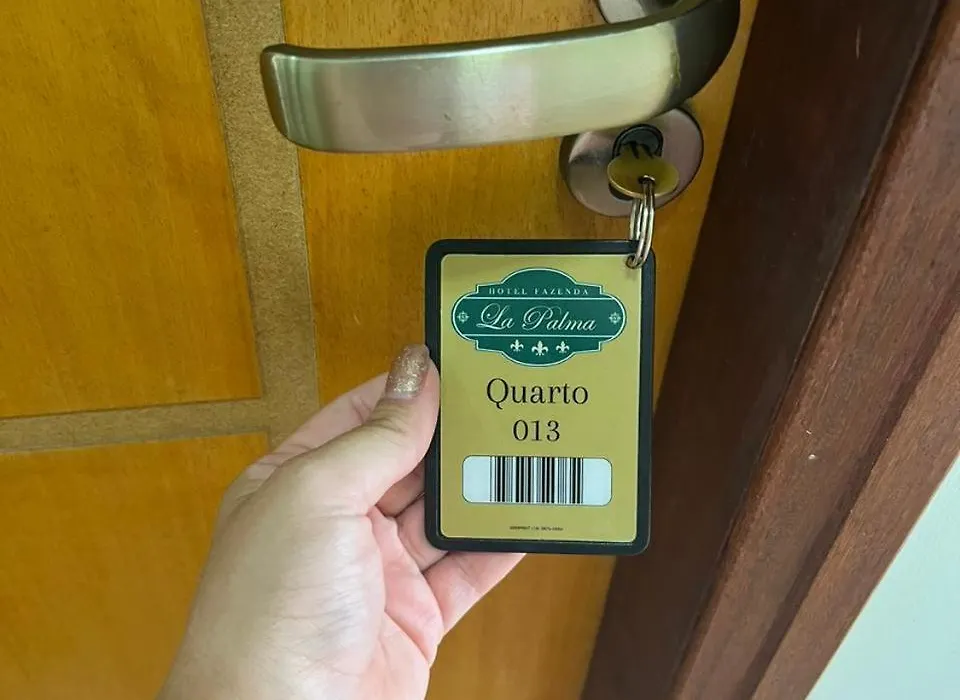 HOTEL FAZENDA
La Palma
Quarto
013